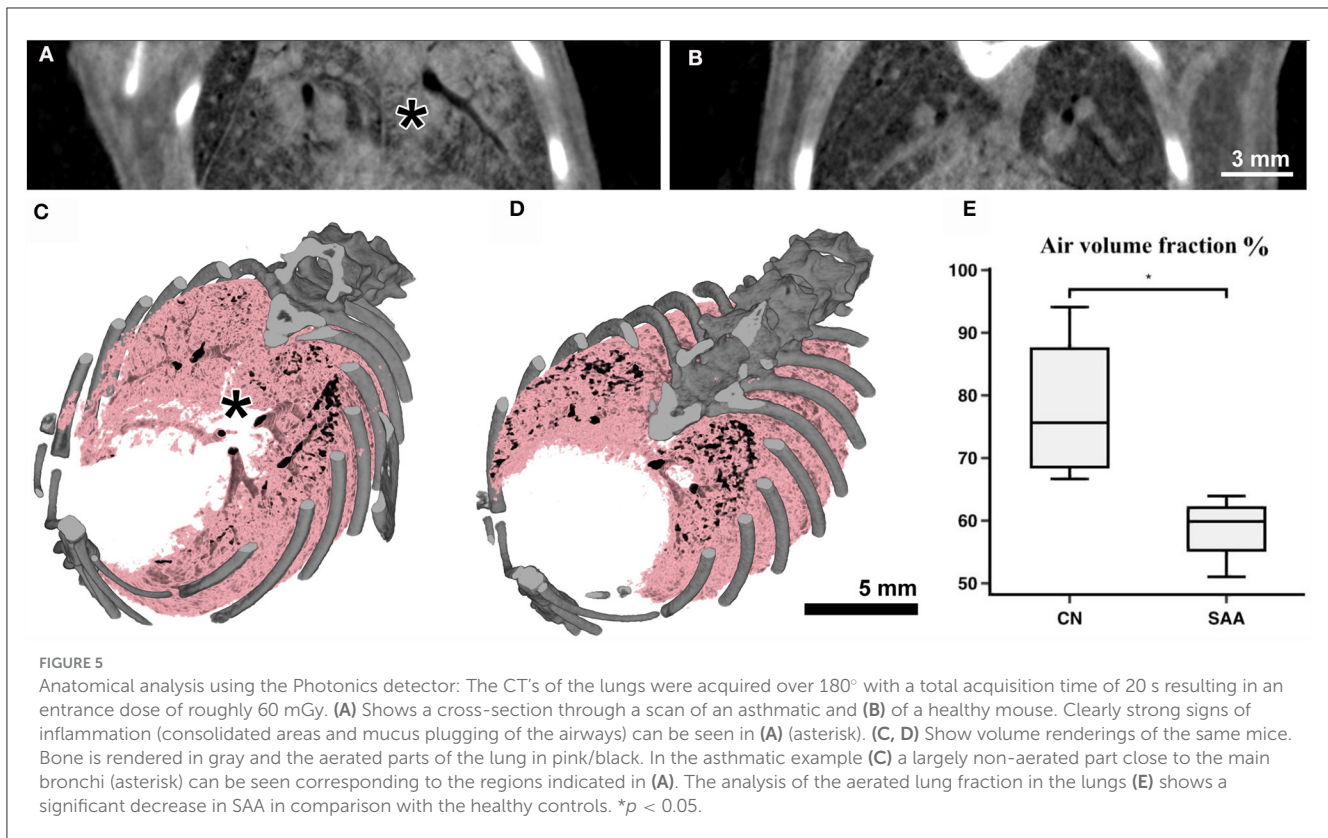 A
B
*
3 mm
C
D
E
*
5 mm
Air volume fraction %
*
100
90
80
70
60
50
CN
SAA
FIGURE 5
Anatomical analysis using the Photonics detector: The CT's of the lungs were acquired over 180° with a total acquisition time of 20 s resulting in an
entrance dose of roughly 60 mGy. (A) Shows a cross-section through a scan of an asthmatic and (B) of a healthy mouse. Clearly strong signs of
inflammation (consolidated areas and mucus plugging of the airways) can be seen in (A) (asterisk). (C, D) Show volume renderings of the same mice.
Bone is rendered in gray and the aerated parts of the lung in pink/black. In the asthmatic example (C) a largely non-aerated part close to the main
bronchi (asterisk) can be seen corresponding to the regions indicated in (A). The analysis of the aerated lung fraction in the lungs (E) shows a
significant decrease in SAA in comparison with the healthy controls. *p < 0.05.